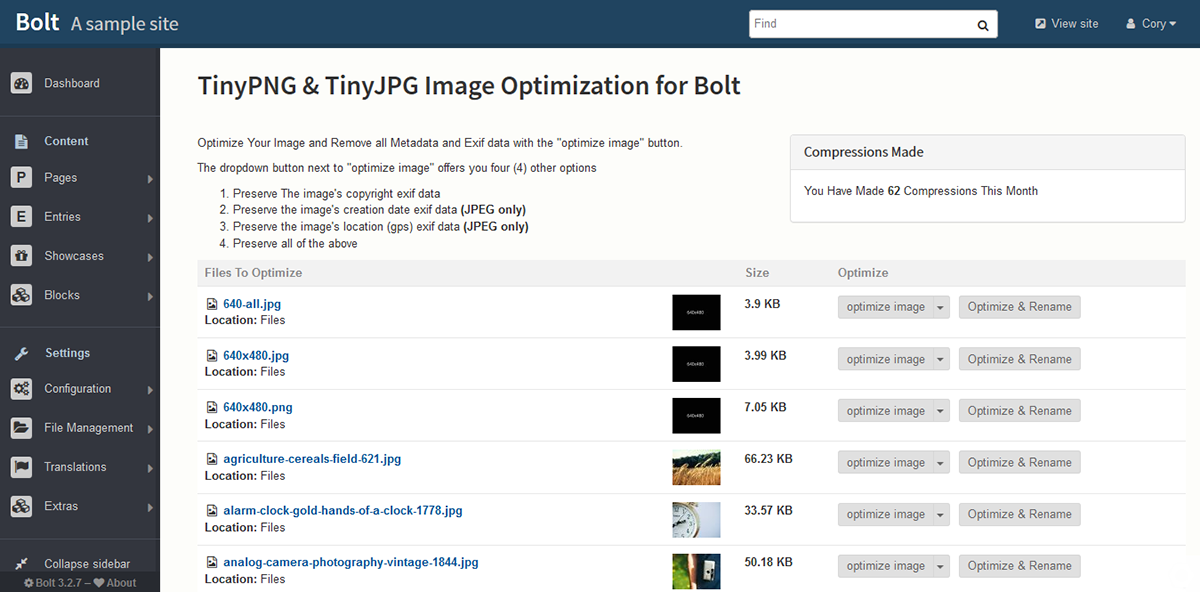 Bolt A sample site
Find
View site
Cory
Dashboard
Content
P Pages
E Entries
Showcases
Blocks
Settings
Configuration
File Management
Translations
Extras
Collapse sidebar
Bolt 3.2.7 – About
TinyPNG & TinyJPG Image Optimization for Bolt
Optimize Your Image and Remove all Metadata and Exif data with the "optimize image" button.
The dropdown button next to "optimize image" offers you four (4) other options
1. Preserve The image's copyright exif data
2. Preserve the image's creation date exif data (JPEG only)
3. Preserve the image's location (gps) exif data (JPEG only)
4. Preserve all of the above
Compressions Made
You Have Made 62 Compressions This Month
Files To Optimize Size Optimize
640-all.jpg 640x480 3.9 KB optimize image Optimize & Rename
Location: Files
640x480.jpg 640x480 3.99 KB optimize image Optimize & Rename
Location: Files
640x480.png 640x480 7.05 KB optimize image Optimize & Rename
Location: Files
agriculture-cereals-field-621.jpg 66.23 KB optimize image Optimize & Rename
Location: Files
alarm-clock-gold-hands-of-a-clock-1778.jpg 33.57 KB optimize image Optimize & Rename
Location: Files
analog-camera-photography-vintage-1844.jpg 50.18 KB optimize image Optimize & Rename
Location: Files